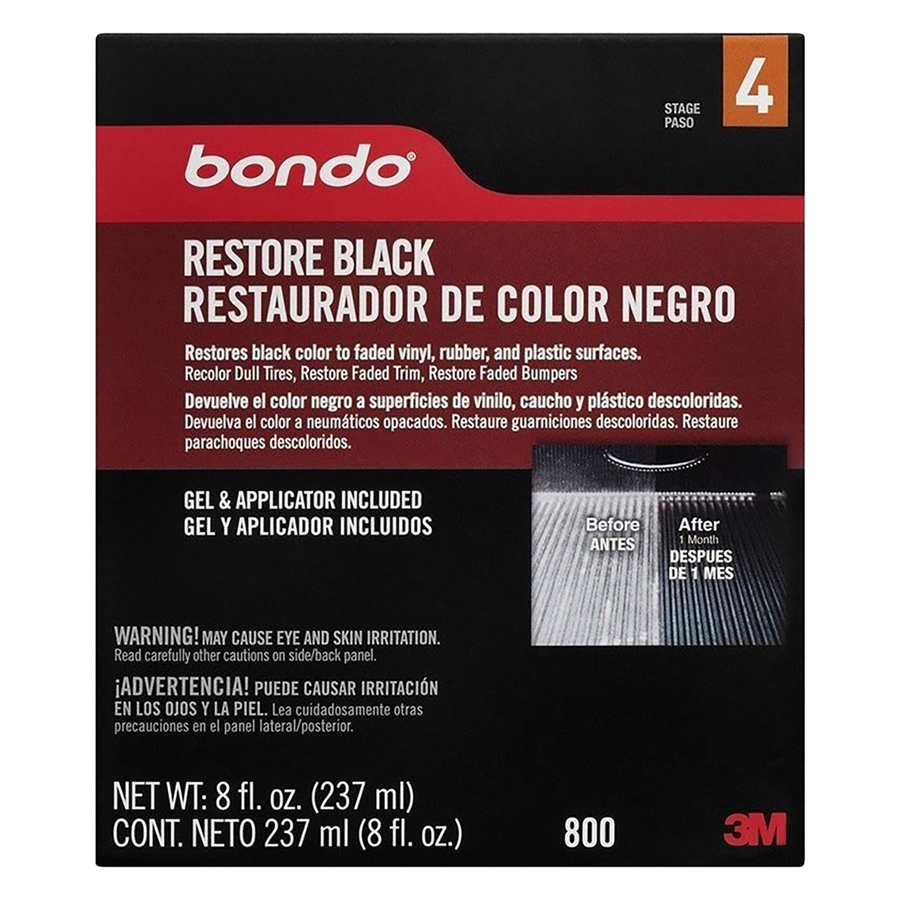 4
STAGE
PASO
bondo®
RESTORE BLACK
RESTAURADOR DE COLOR NEGRO
Restores black color to faded vinyl, rubber, and plastic surfaces.
Recolor Dull Tires, Restore Faded Trim, Restore Faded Bumpers
Devuelve el color negro a superficies de vinilo, caucho y plástico descoloridas.
Devuelve el color a neumáticos opacados. Restaure guarniciones descoloridas. Restaure
parachoques descoloridos.
GEL & APPLICATOR INCLUDED
GEL Y APLICADOR INCLUIDOS
Before
ANTES
After
1 Month
DESPUES
DE 1 MES
WARNING! MAY CAUSE EYE AND SKIN IRRITATION.
Read carefully other cautions on side/back panel.
¡ADVERTENCIA! PUEDE CAUSAR IRRITACIÓN
EN LOS OJOS Y LA PIEL. Lea cuidadosamente otras
precauciones en el panel lateral/posterior.
NET WT: 8 fl. oz. (237 ml)
CONT. NETO 237 ml (8 fl. oz.)
800
3M